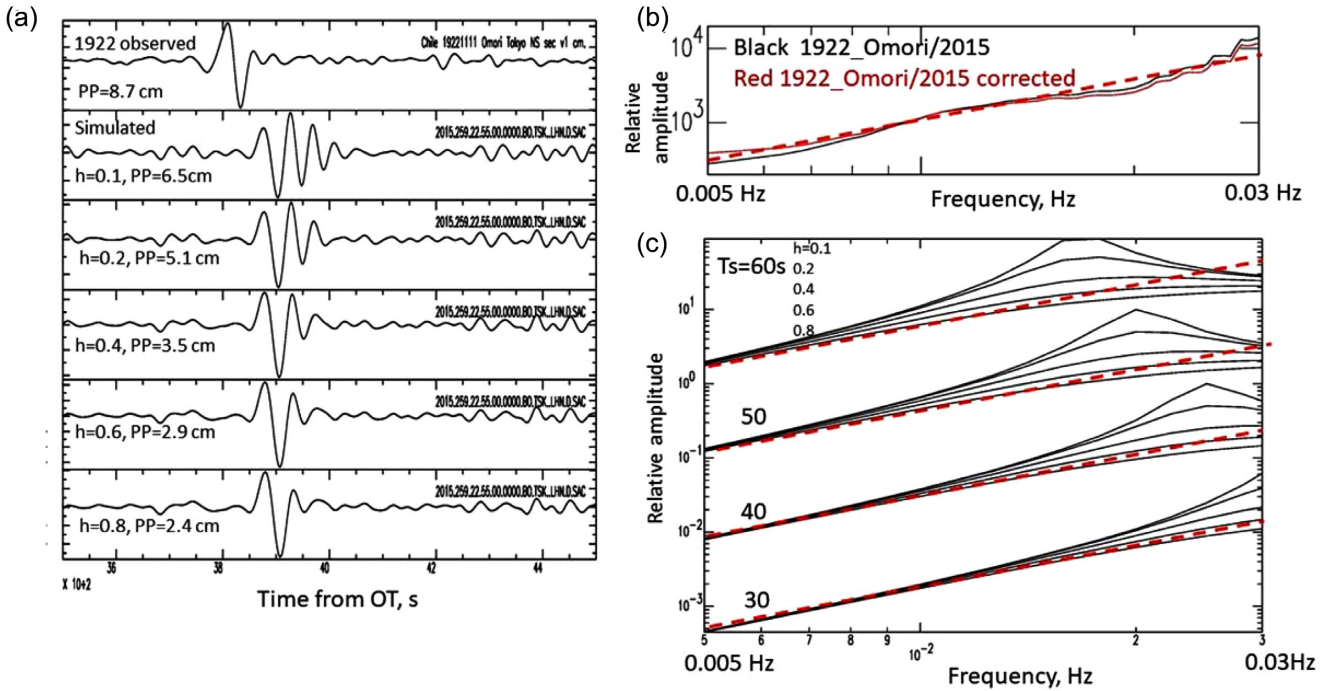 (a)
1922 observed
Chile 19221111 Omori Tokyo NS sec v1 cm.
PP=8.7 cm
Simulated
2015.259.22.55.00.0000.BO.TSK..LHN.D.SAC
h=0.1, PP=6.5cm
2015.259.22.55.00.0000.BO.TSK..LHN.D.SAC
h=0.2, PP=5.1 cm
2015.259.22.55.00.0000.BO.TSK..LHN.D.SAC
h=0.4, PP=3.5 cm
2015.259.22.55.00.0000.BO.TSK..LHN.D.SAC
h=0.6, PP=2.9 cm
2015.259.22.55.00.0000.BO.TSK..LHN.D.SAC
h=0.8, PP=2.4 cm
36 38 40 42 44
X 10+2
Time from OT, s
(b)
Black 1922_Omori/2015
Red 1922_Omori/2015 corrected
10^4
10^3
Relative
amplitude
0.005 Hz
Frequency, Hz
0.03 Hz
(c)
Ts=60s
h=0.1
0.2
0.4
0.6
0.8
50
40
30
10^1
10^0
10^-1
10^-2
10^-3
Relative amplitude
5 6 7 8 9 10^-2 2 3
0.005 Hz
Frequency, Hz
0.03Hz